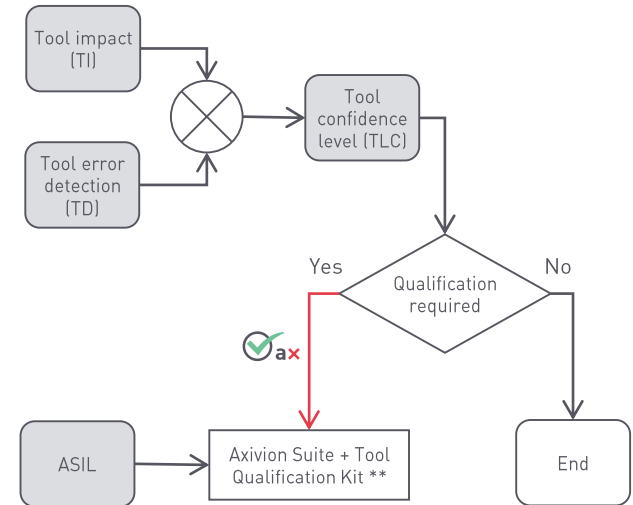 Tool impact
(TI)
Tool
confidence
level (TLC)
Tool error
detection
(TD)
Yes
No
Qualification
required
ax
ASIL
Axivion Suite + Tool
Qualification Kit **
End